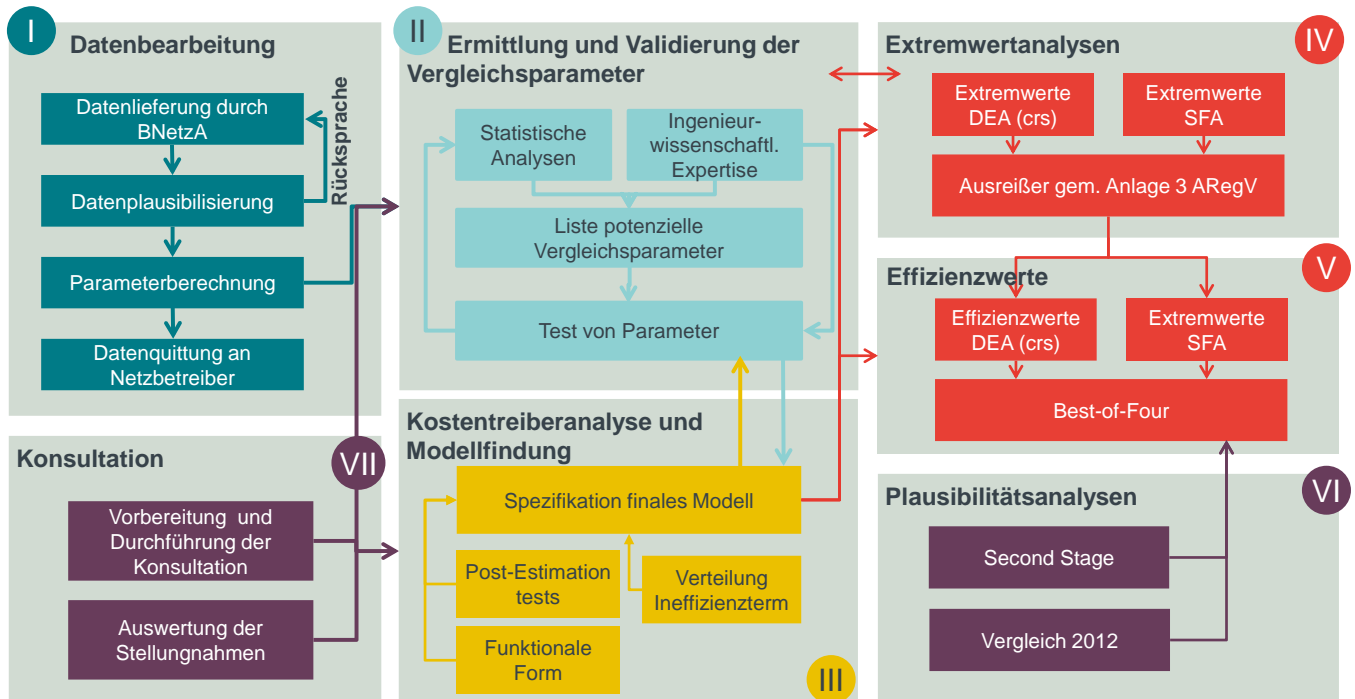 I
Datenbearbeitung
Datenlieferung durch
BNetzA
Rücksprache
Datenplausibilisierung
Parameterberechnung
Datenquittung an
Netzbetreiber
II
Ermittlung und Validierung der
Vergleichsparameter
Statistische
Analysen
Ingenieur-
wissenschaftl.
Expertise
Liste potenzielle
Vergleichsparameter
Test von Parameter
Kostentreiberanalyse und
Modellfindung
Spezifikation finales Modell
Post-Estimation
tests
Verteilung
Ineffizienzterm
Funktionale
Form
III
Extremwertanalysen
IV
Extremwerte
DEA (crs)
Extremwerte
SFA
Ausreißer gem. Anlage 3 ARegV
Effizienzwerte
V
Effizienzwerte
DEA (crs)
Extremwerte
SFA
Best-of-Four
Plausibilitätsanalysen
VI
Second Stage
Vergleich 2012
Konsultation
VII
Vorbereitung und
Durchführung der
Konsultation
Auswertung der
Stellungnahmen